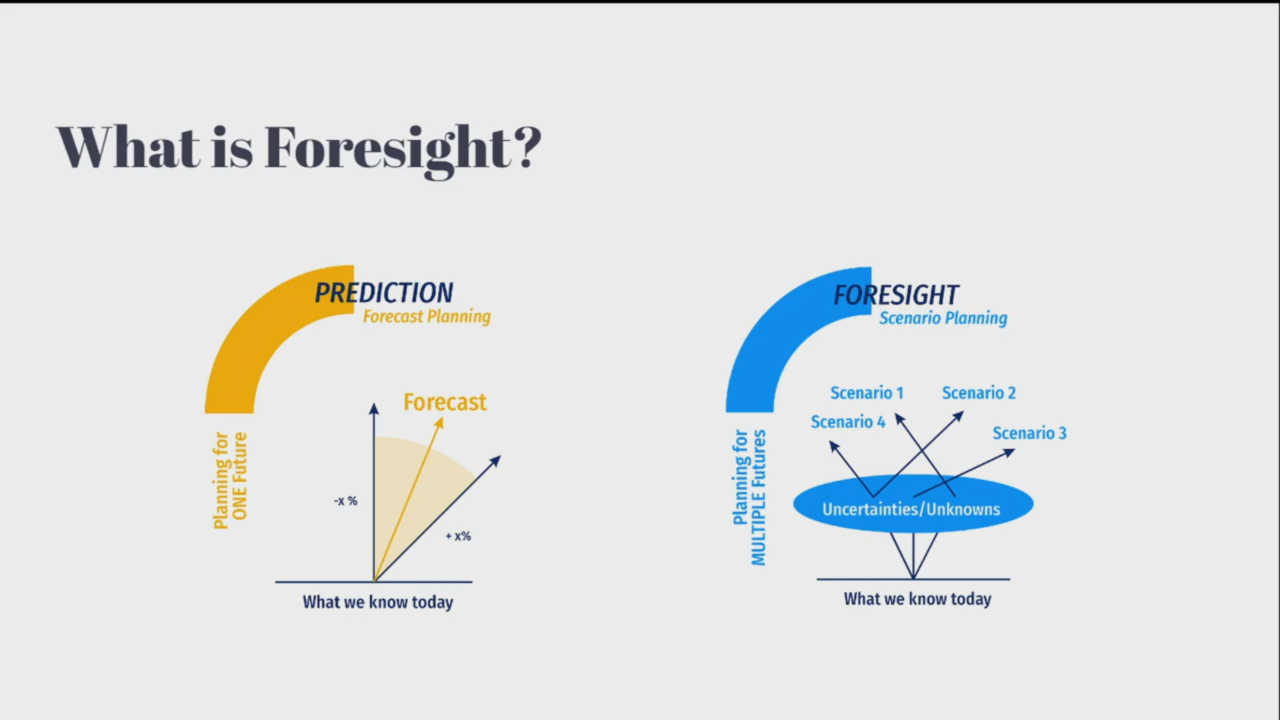 What is Foresight?
PREDICTION
Forecast Planning
Forecast
Planning for
ONE Future
-x %
+ x%
What we know today
FORESIGHT
Scenario Planning
Scenario 1
Scenario 2
Scenario 4
Scenario 3
Planning for
MULTIPLE Futures
Uncertainties/Unknowns
What we know today